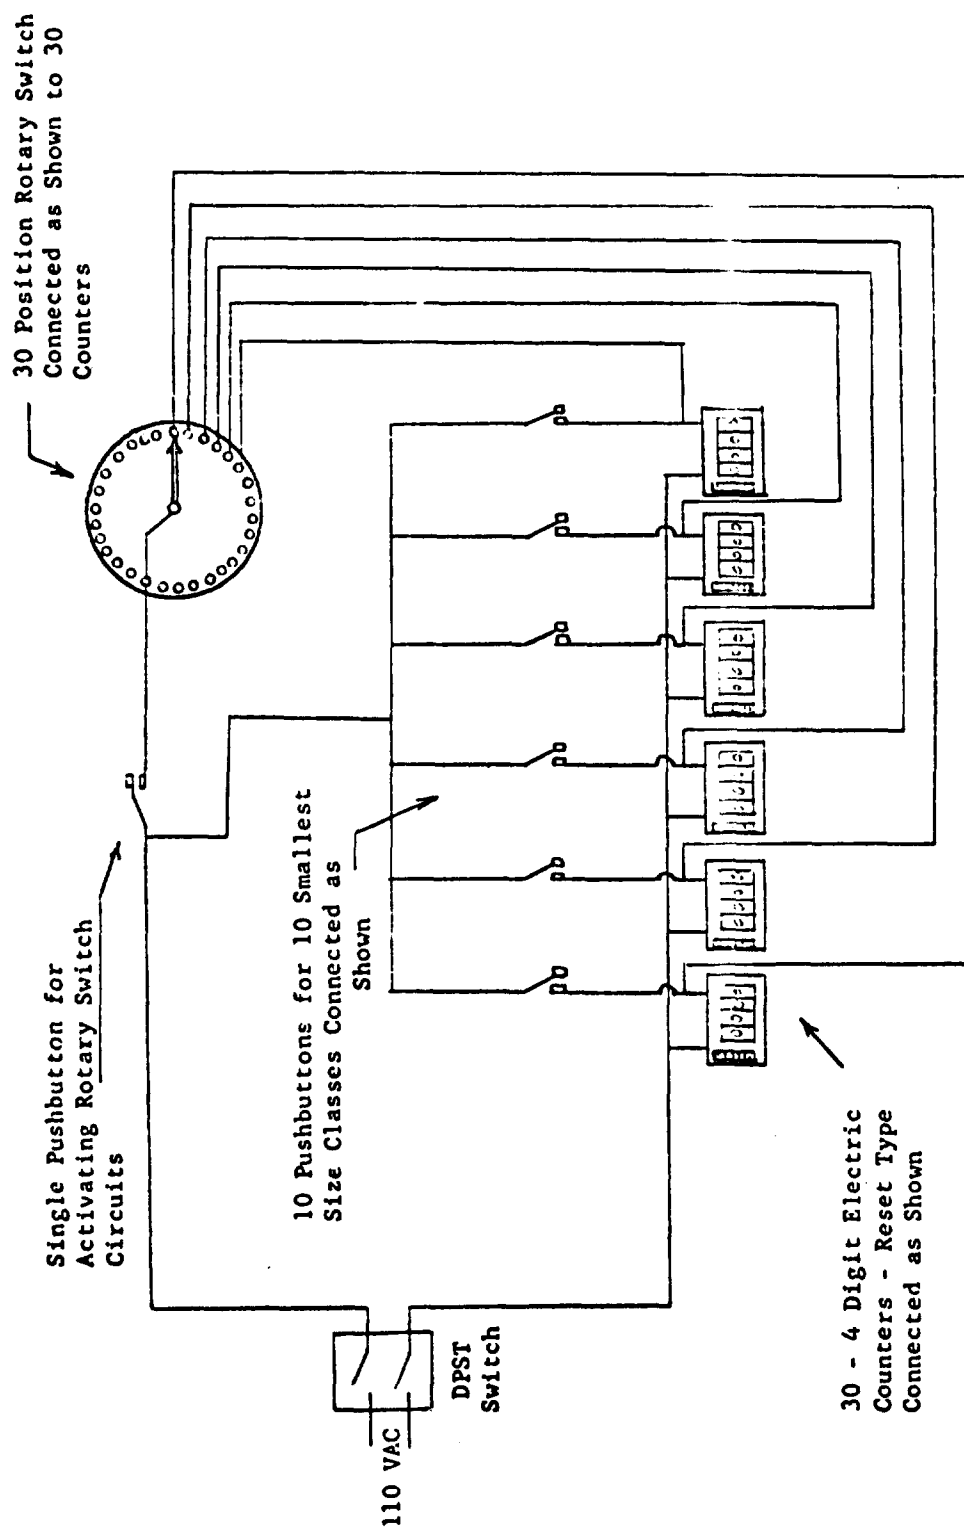 30 Position Rotary Switch
Connected as Shown to 30
Counters
Single Pushbutton for
Activating Rotary Switch
Circuits
10 Pushbuttons for 10 Smallest
Size Classes Connected as
Shown
DPST
Switch
110 VAC
30 - 4 Digit Electric
Counters - Reset Type
Connected as Shown